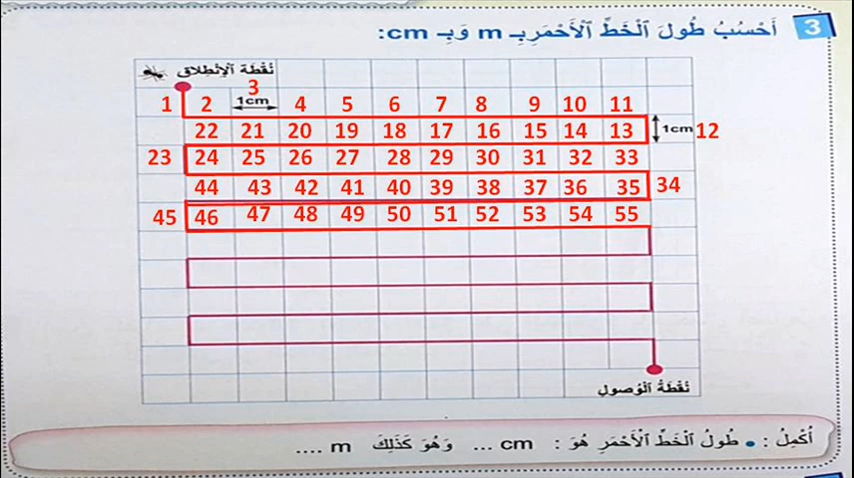 3 أَحْسُبُ طُولَ ٱلْخَطِّ ٱلْأَحْمَرِ بِـ m وَبِـ cm:
نُقْطَةُ ٱلْاِنْطِلَاقِ
1 2 3 4 5 6 7 8 9 10 11
1cm
22 21 20 19 18 17 16 15 14 13 1cm 12
23 24 25 26 27 28 29 30 31 32 33
44 43 42 41 40 39 38 37 36 35 34
45 46 47 48 49 50 51 52 53 54 55
نُقْطَةُ ٱلْوُصُولِ
أُكْمِلُ : • طُولُ ٱلْخَطِّ ٱلْأَحْمَرِ هُوَ : cm ... وَهُوَ كَذَلِكَ m ....